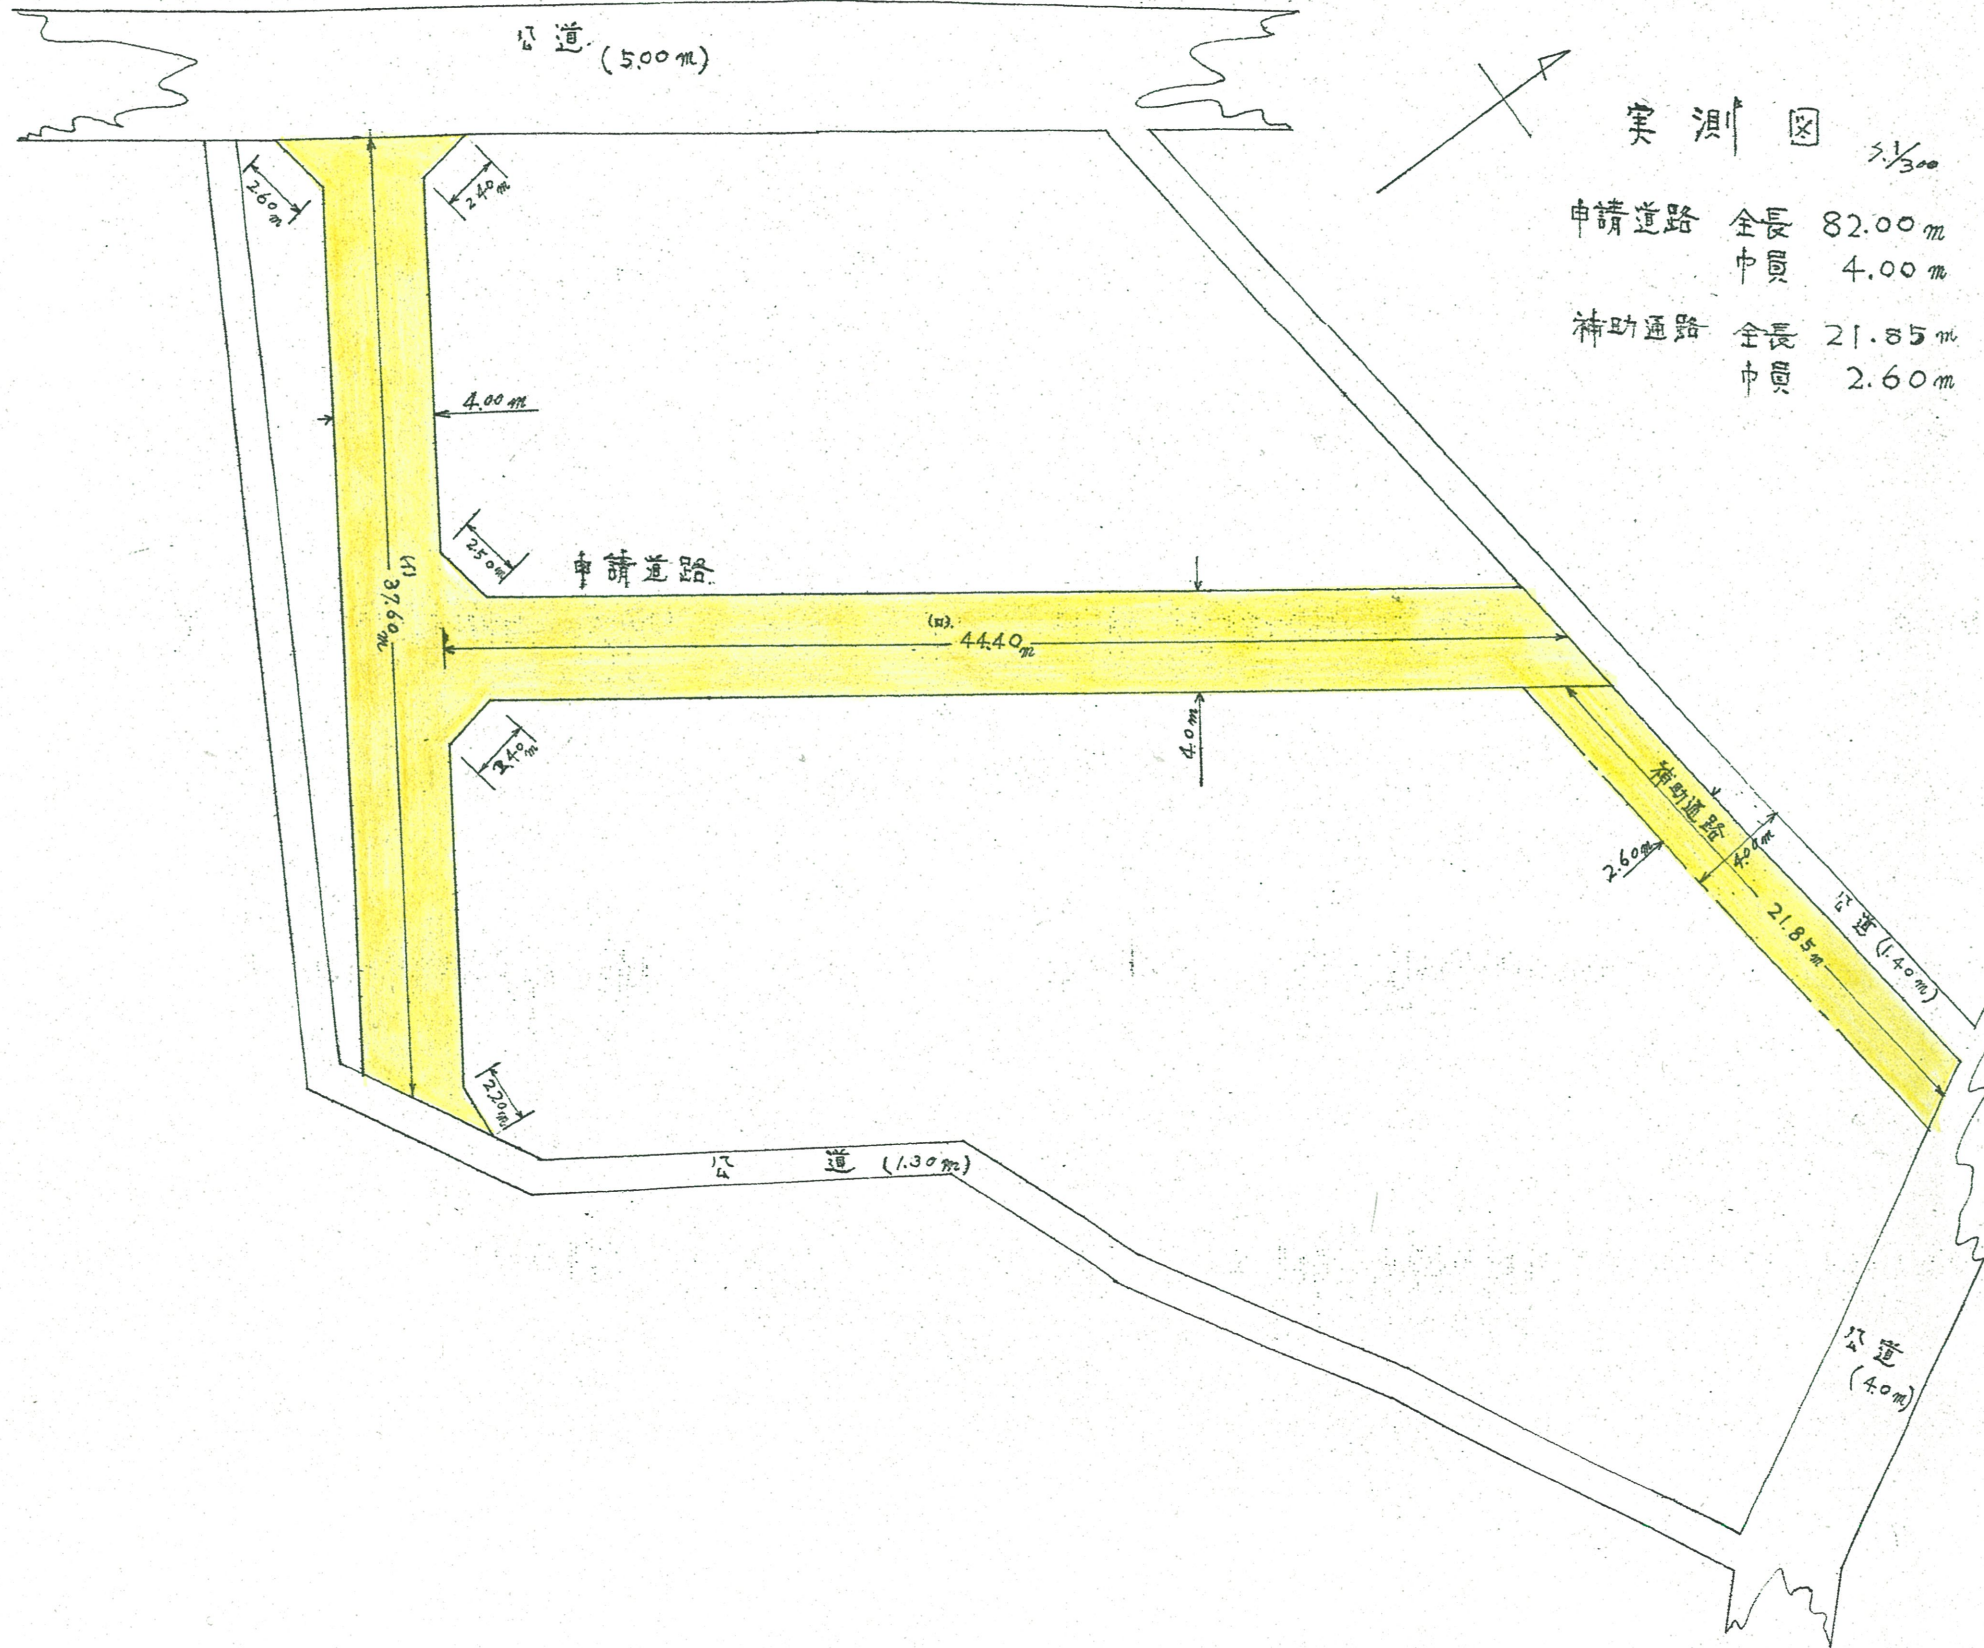 公道 (5.00m)
実測図 S.1/300
申請道路 全長 82.00m
巾員 4.00m
補助通路 全長 21.85m
巾員 2.60m
2.60m
2.40m
4.00m
2.50m
申請道路
(イ) 37.60m
(ロ). 44.40m
2.40m
4.0m
補助通路
4.00m
2.60m
21.85m
公道 (1.40m)
2.20m
公道 (1.30m)
公道
(4.0m)